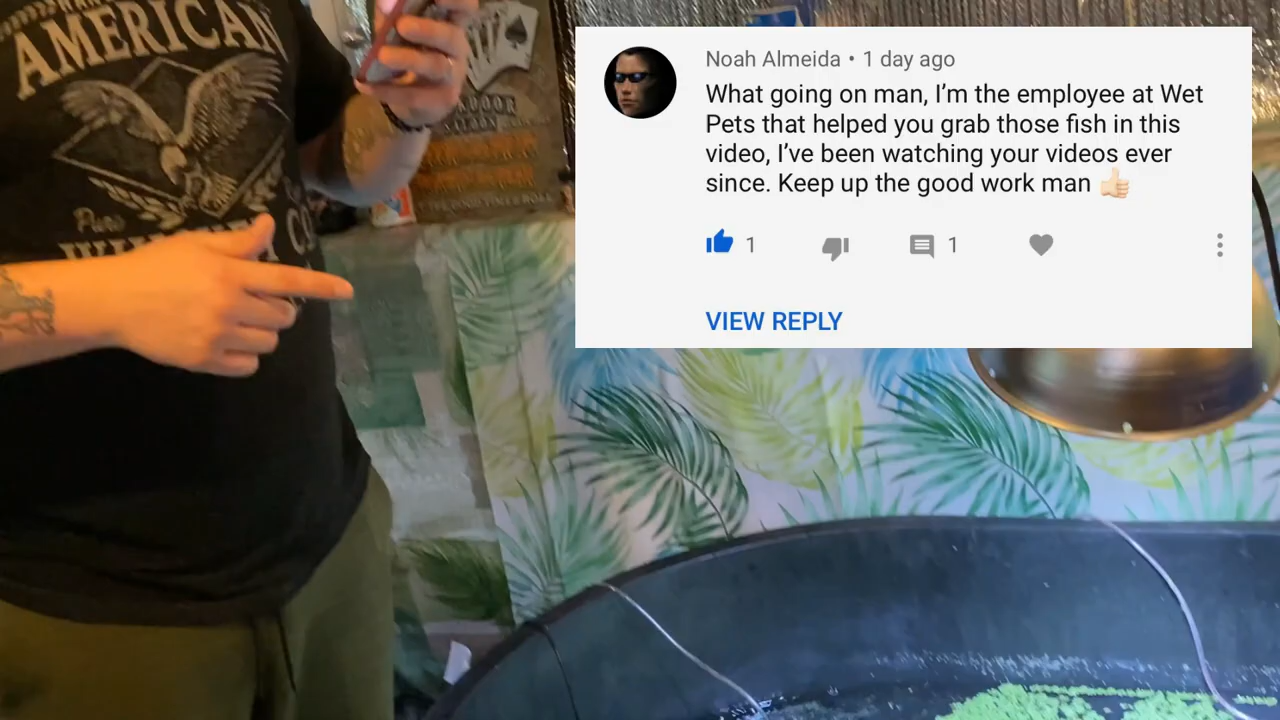 AMERICAN
Pure
Noah Almeida • 1 day ago
What going on man, I'm the employee at Wet
Pets that helped you grab those fish in this
video, I've been watching your videos ever
since. Keep up the good work man 👍🏻
1
1
VIEW REPLY